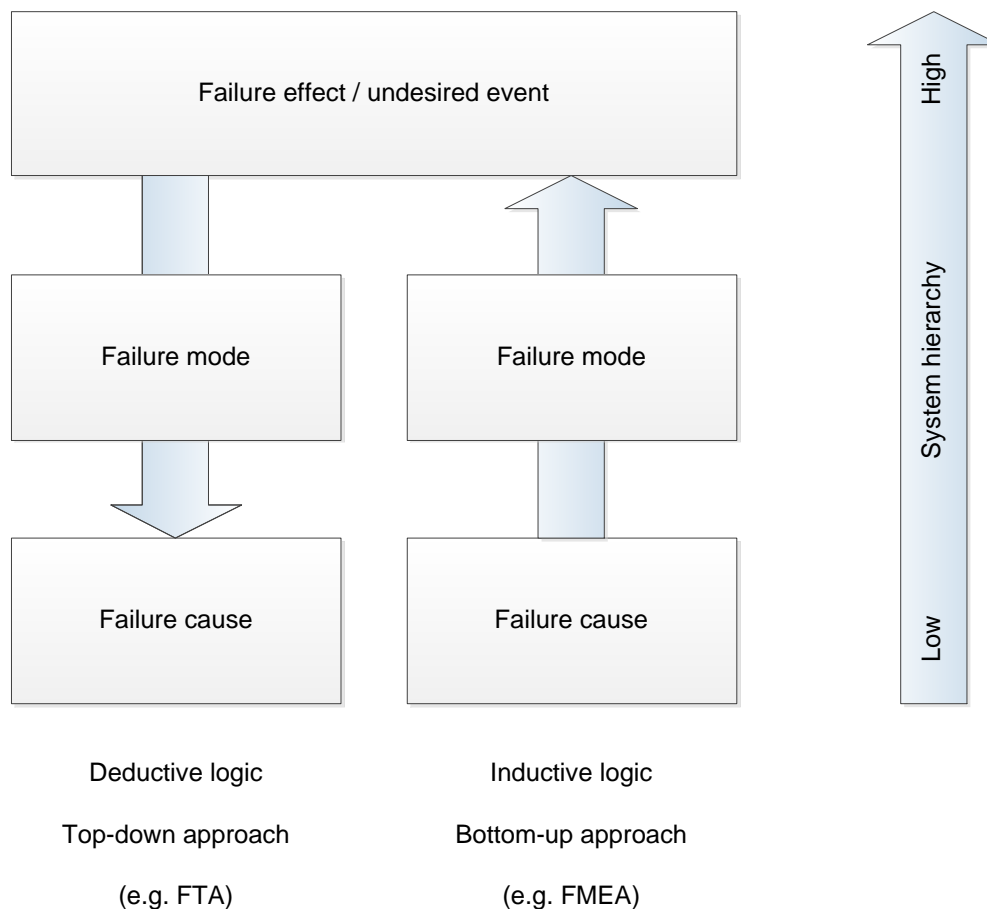 Failure effect / undesired event
Failure mode
Failure mode
Failure cause
Failure cause
Deductive logic
Top-down approach
(e.g. FTA)
Inductive logic
Bottom-up approach
(e.g. FMEA)
High
System hierarchy
Low